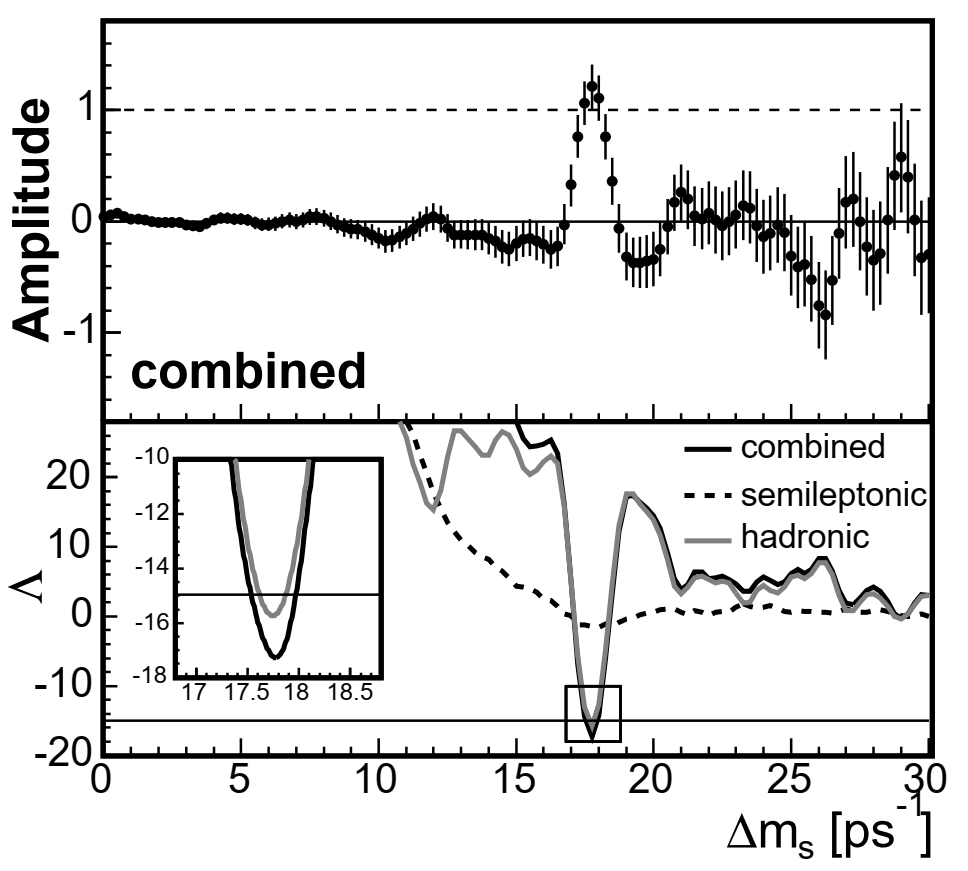 Amplitude
1
0
-1
combined
Λ
20
10
0
-10
-20
combined
semileptonic
hadronic
-10
-12
-14
-16
-18
17 17.5 18 18.5
0 5 10 15 20 25 30
Δmₛ [ps⁻¹]